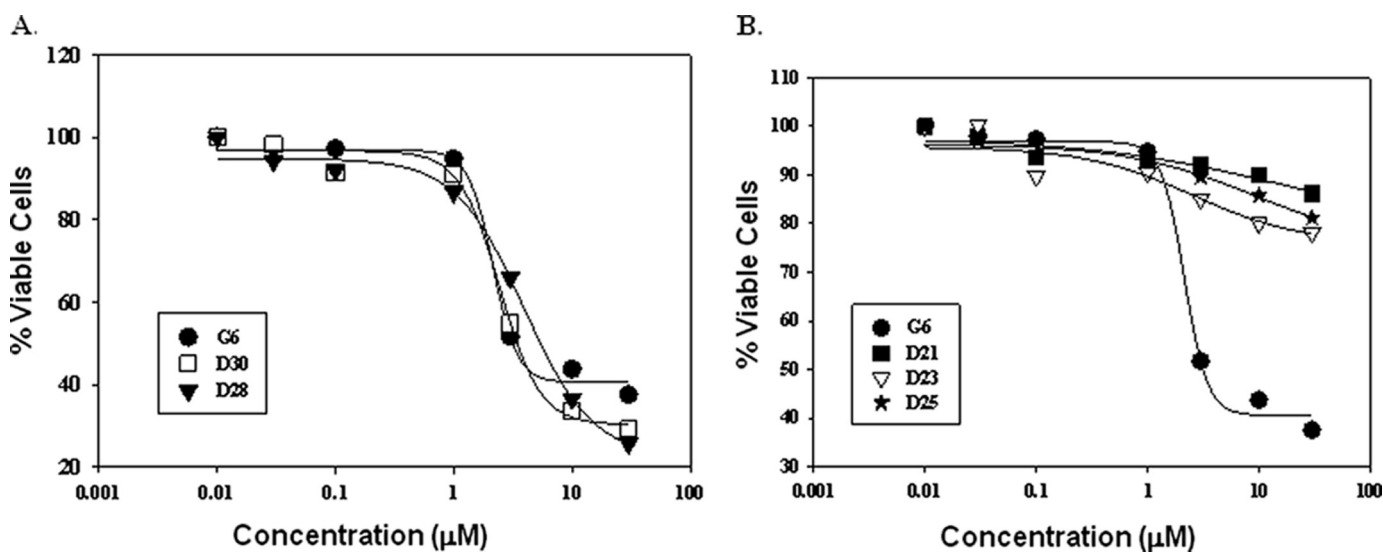 A.
120
100
80
60
40
20
% Viable Cells
G6
D30
D28
0.001
0.01
0.1
1
10
100
Concentration (µM)
B.
110
100
90
80
70
60
50
40
30
% Viable Cells
G6
D21
D23
D25
0.001
0.01
0.1
1
10
100
Concentration (µM)